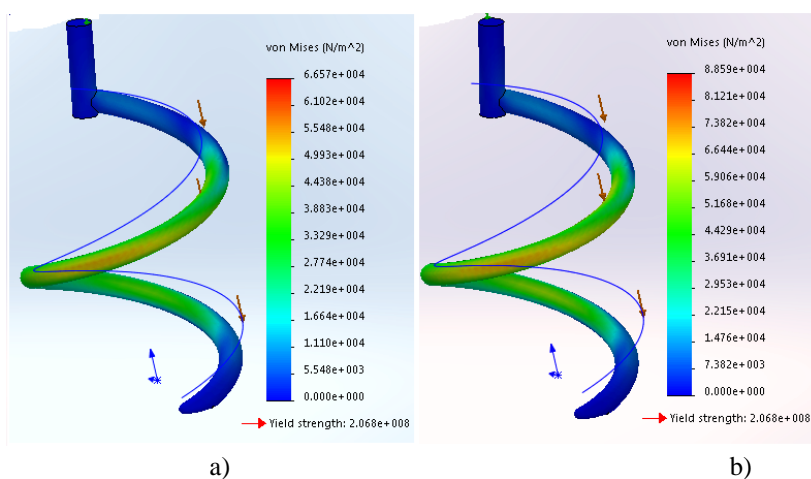 von Mises (N/m^2)
6.657e+004
6.102e+004
5.548e+004
4.993e+004
4.438e+004
3.883e+004
3.329e+004
2.774e+004
2.219e+004
1.664e+004
1.110e+004
5.548e+003
0.000e+000
Yield strength: 2.068e+008
a)
von Mises (N/m^2)
8.859e+004
8.121e+004
7.382e+004
6.644e+004
5.906e+004
5.168e+004
4.429e+004
3.691e+004
2.953e+004
2.215e+004
1.476e+004
7.382e+003
0.000e+000
Yield strength: 2.068e+008
b)